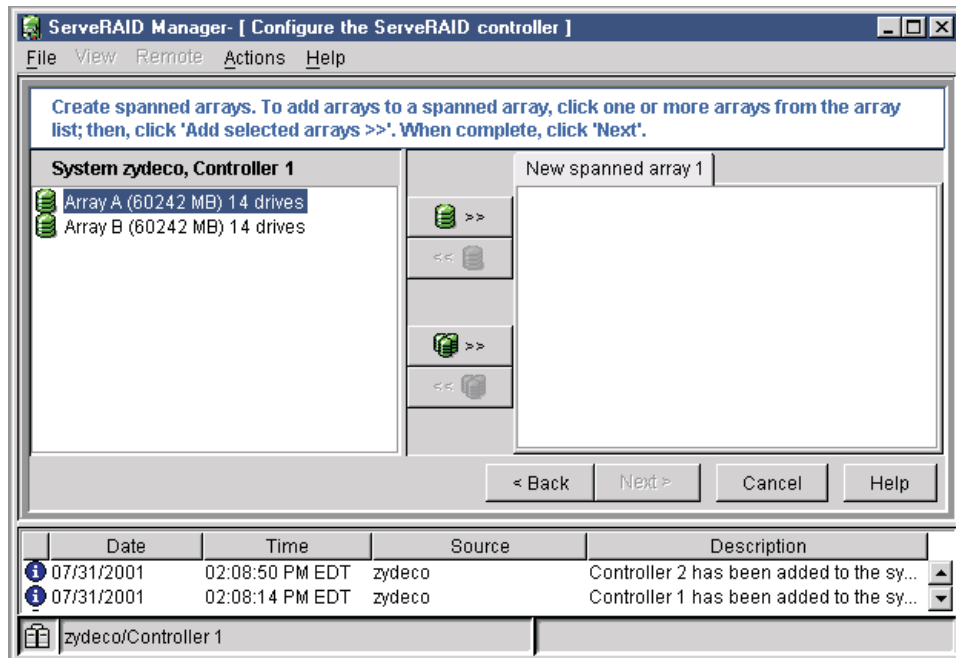 ServeRAID Manager- [ Configure the ServeRAID controller ]
File View Remote Actions Help
Create spanned arrays. To add arrays to a spanned array, click one or more arrays from the array
list; then, click 'Add selected arrays >>'. When complete, click 'Next'.
System zydeco, Controller 1
New spanned array 1
Array A (60242 MB) 14 drives
Array B (60242 MB) 14 drives
>>
<<
>>
<<
< Back Next > Cancel Help
Date Time Source Description
07/31/2001 02:08:50 PM EDT zydeco Controller 2 has been added to the sy...
07/31/2001 02:08:14 PM EDT zydeco Controller 1 has been added to the sy...
zydeco/Controller 1